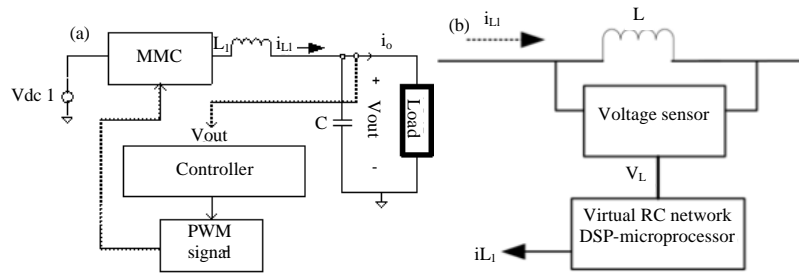 (a)
MMC
L₁
iL1
io
Vdc 1
Vout
C
+
Vout
-
Load
Controller
PWM
signal
(b)
iL1
L
Voltage sensor
VL
Virtual RC network
DSP-microprocessor
iL₁